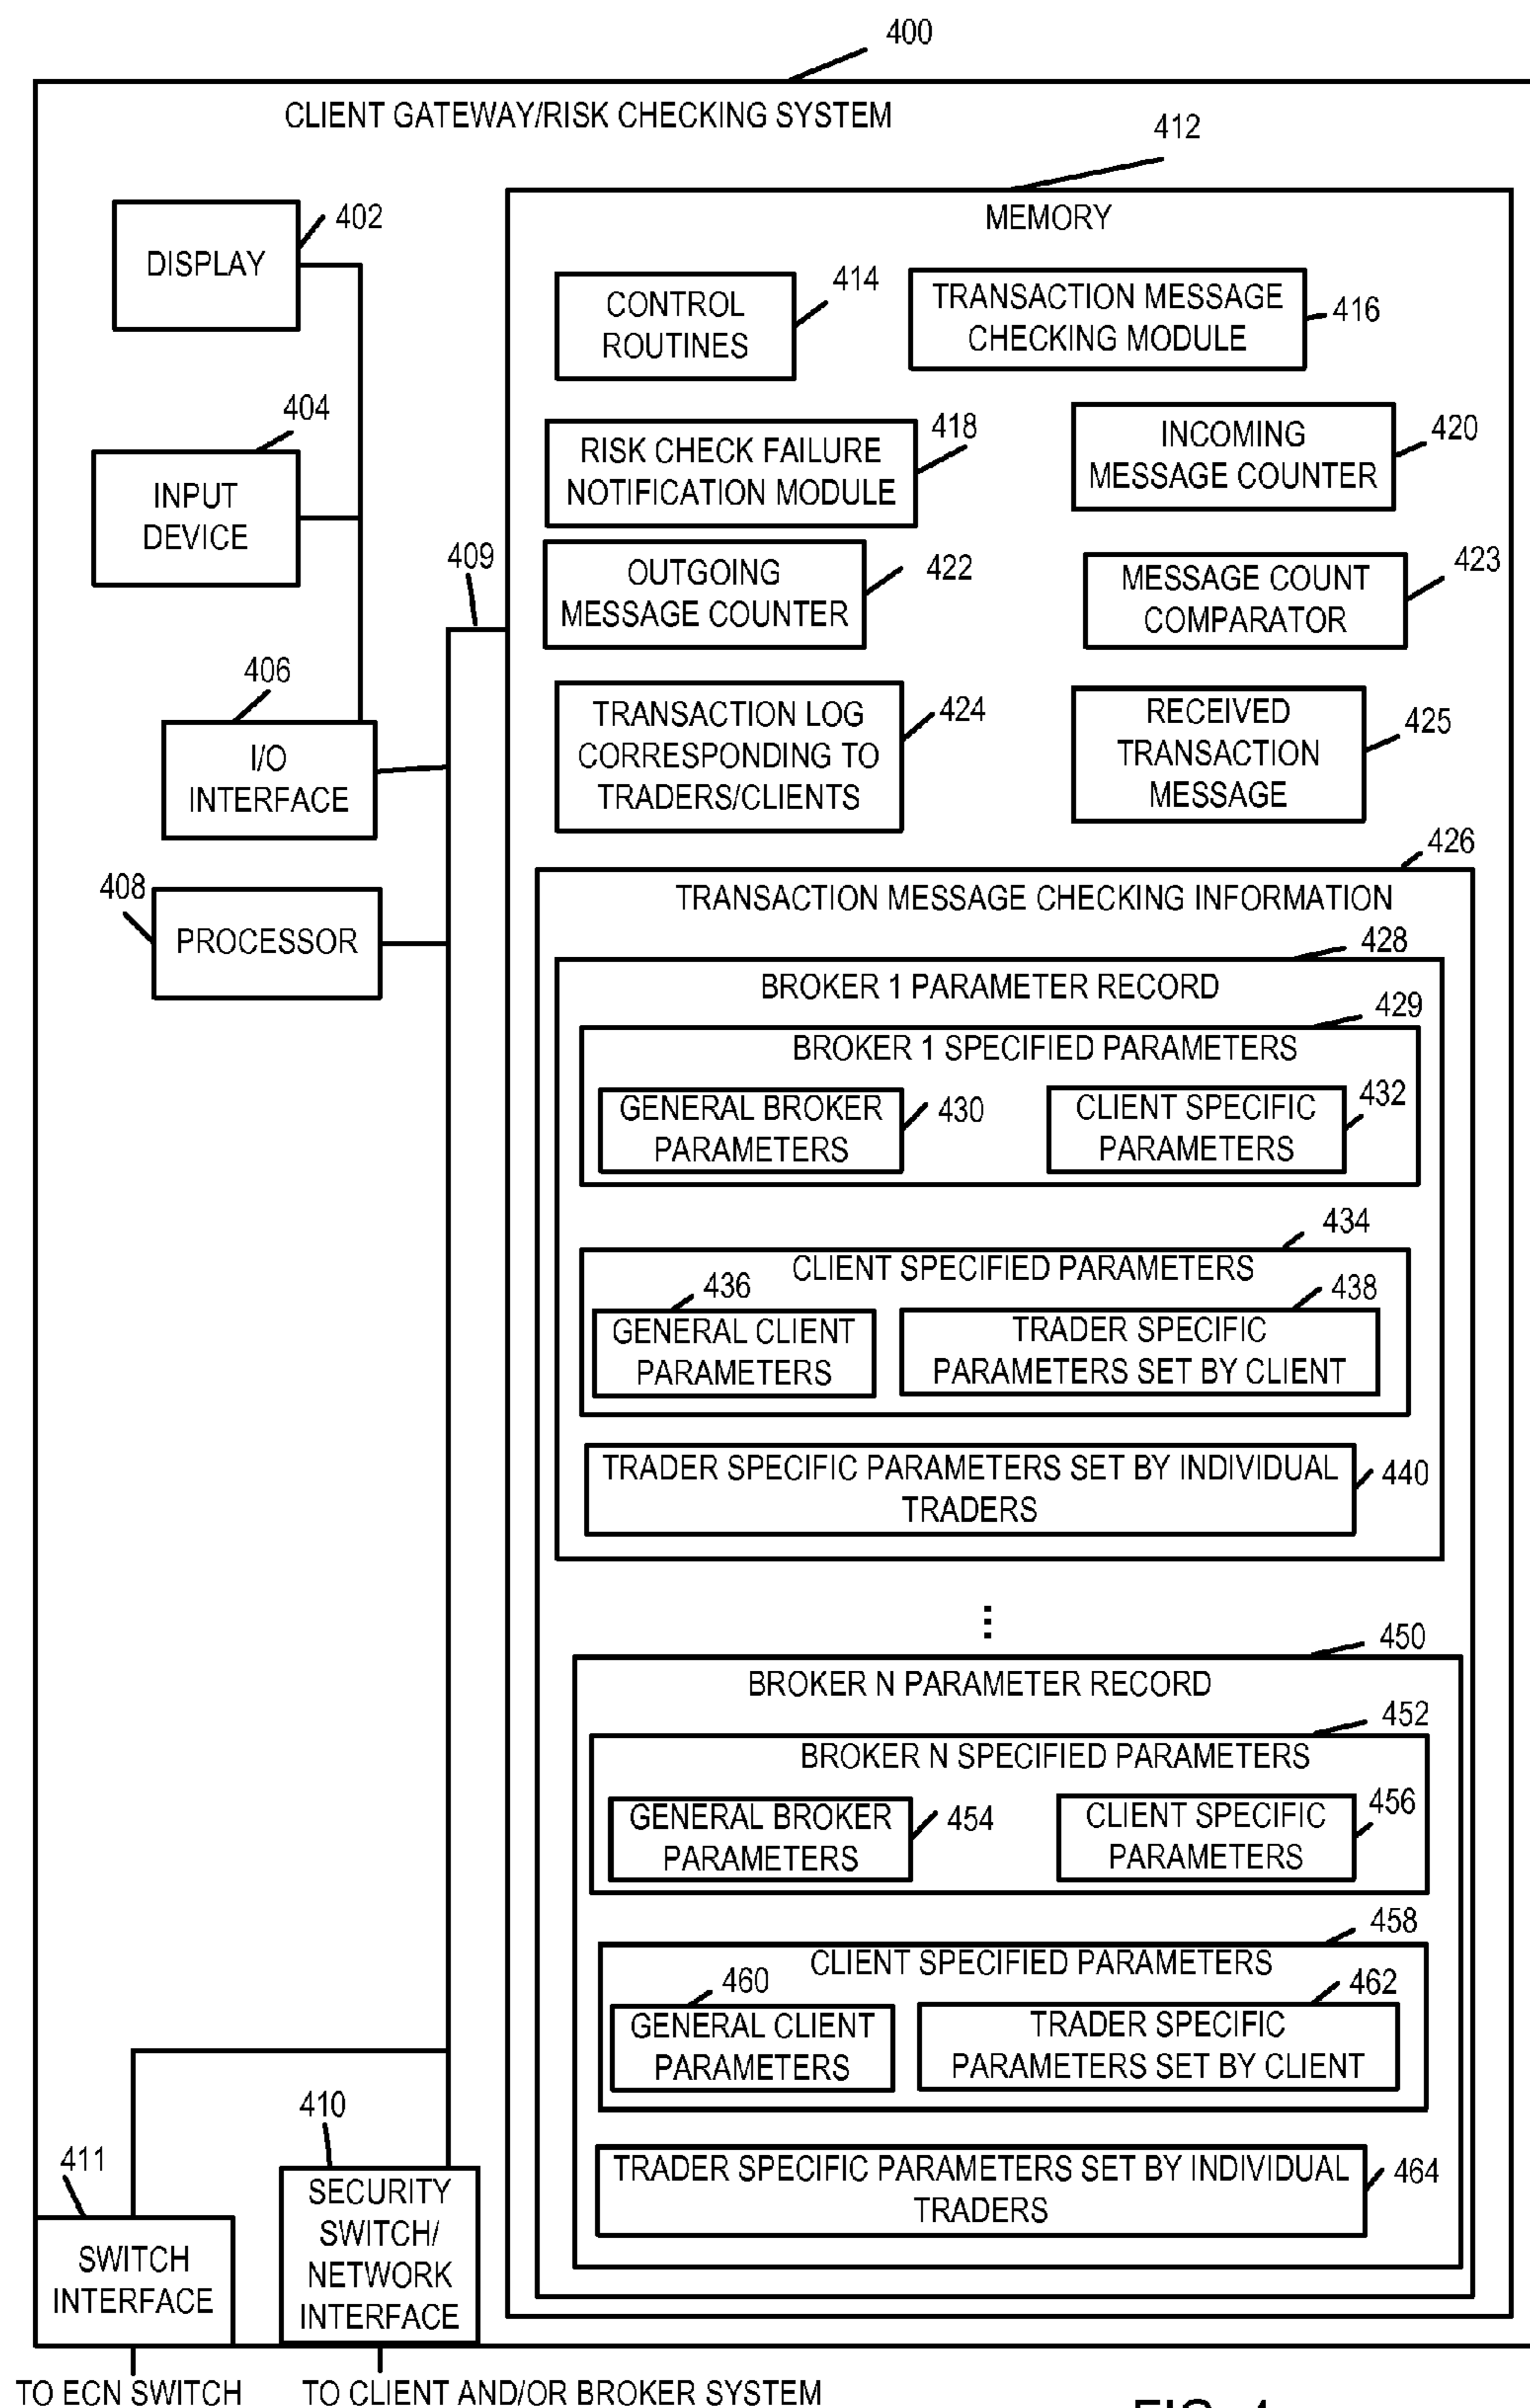 400
CLIENT GATEWAY/RISK CHECKING SYSTEM
412
MEMORY
402
DISPLAY
414
CONTROL
ROUTINES
TRANSACTION MESSAGE
CHECKING MODULE
416
404
INPUT
DEVICE
418
RISK CHECK FAILURE
NOTIFICATION MODULE
INCOMING
MESSAGE COUNTER
420
409
OUTGOING
MESSAGE COUNTER
422
MESSAGE COUNT
COMPARATOR
423
406
I/O
INTERFACE
TRANSACTION LOG
CORRESPONDING TO
TRADERS/CLIENTS
424
RECEIVED
TRANSACTION
MESSAGE
425
408
PROCESSOR
426
TRANSACTION MESSAGE CHECKING INFORMATION
428
BROKER 1 PARAMETER RECORD
429
BROKER 1 SPECIFIED PARAMETERS
GENERAL BROKER
PARAMETERS
430
CLIENT SPECIFIC
PARAMETERS
432
434
CLIENT SPECIFIED PARAMETERS
436
GENERAL CLIENT
PARAMETERS
438
TRADER SPECIFIC
PARAMETERS SET BY CLIENT
TRADER SPECIFIC PARAMETERS SET BY INDIVIDUAL
TRADERS
440
⋮
450
BROKER N PARAMETER RECORD
452
BROKER N SPECIFIED PARAMETERS
GENERAL BROKER
PARAMETERS
454
CLIENT SPECIFIC
PARAMETERS
456
458
CLIENT SPECIFIED PARAMETERS
460
GENERAL CLIENT
PARAMETERS
462
TRADER SPECIFIC
PARAMETERS SET BY CLIENT
TRADER SPECIFIC PARAMETERS SET BY INDIVIDUAL
TRADERS
464
411
SWITCH
INTERFACE
410
SECURITY
SWITCH/
NETWORK
INTERFACE
TO ECN SWITCH
TO CLIENT AND/OR BROKER SYSTEM